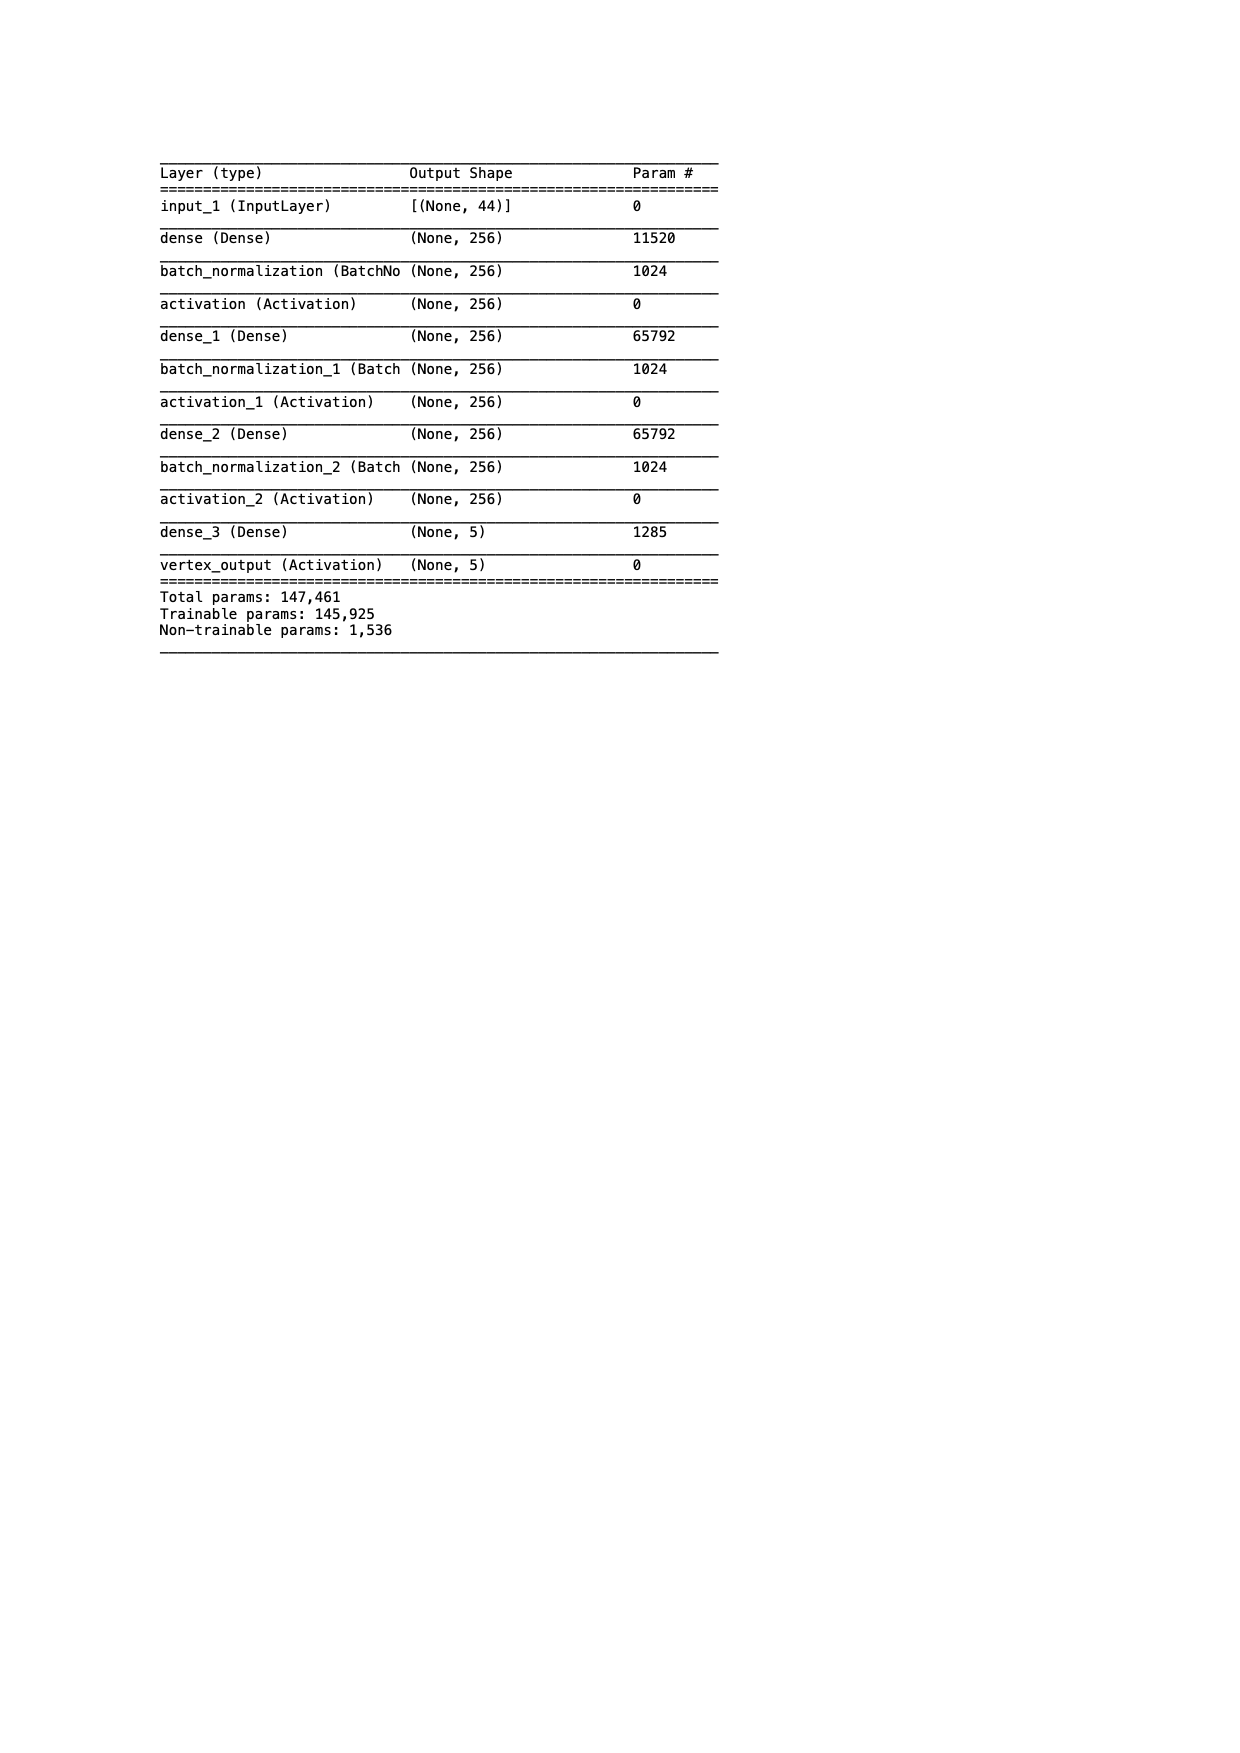 Layer (type) Output Shape Param #
=================================================================
input_1 (InputLayer) [(None, 44)] 0
dense (Dense) (None, 256) 11520
batch_normalization (BatchNo (None, 256) 1024
activation (Activation) (None, 256) 0
dense_1 (Dense) (None, 256) 65792
batch_normalization_1 (Batch (None, 256) 1024
activation_1 (Activation) (None, 256) 0
dense_2 (Dense) (None, 256) 65792
batch_normalization_2 (Batch (None, 256) 1024
activation_2 (Activation) (None, 256) 0
dense_3 (Dense) (None, 5) 1285
vertex_output (Activation) (None, 5) 0
=================================================================
Total params: 147,461
Trainable params: 145,925
Non-trainable params: 1,536